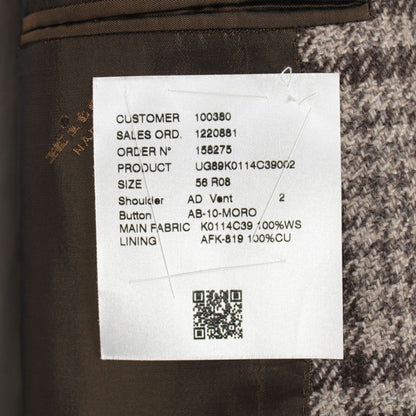 CUSTOMER 100380
SALES ORD. 1220881
ORDER N° 158275
PRODUCT UG89K0114C39002
SIZE 56 R08
Shoulder AD Vent 2
Button AB-10-MORO
MAIN FABRIC K0114C39 100%WS
LINING AFK-819 100%CU